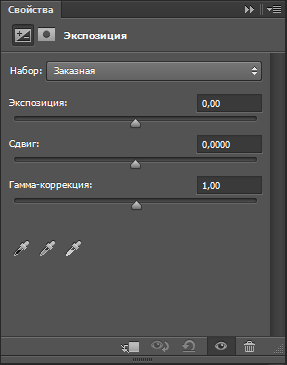 Свойства
Экспозиция
Набор: Заказная
Экспозиция: 0,00
Сдвиг: 0,0000
Гамма-коррекция: 1,00